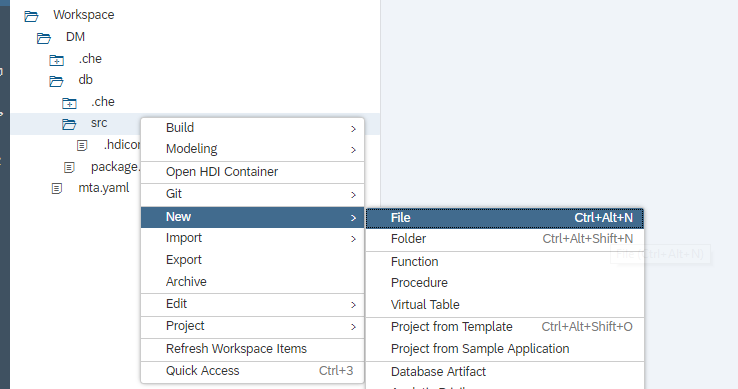 Workspace
DM
.che
db
.che
src
.hdicon
package.
mta.yaml
Build
Modeling
Open HDI Container
Git
New
Import
Export
Archive
Edit
Project
Refresh Workspace Items
Quick Access Ctrl+3
File Ctrl+Alt+N
Folder Ctrl+Alt+Shift+N
File (Ctrl+Alt+N)
Function
Procedure
Virtual Table
Project from Template Ctrl+Alt+Shift+O
Project from Sample Application
Database Artifact